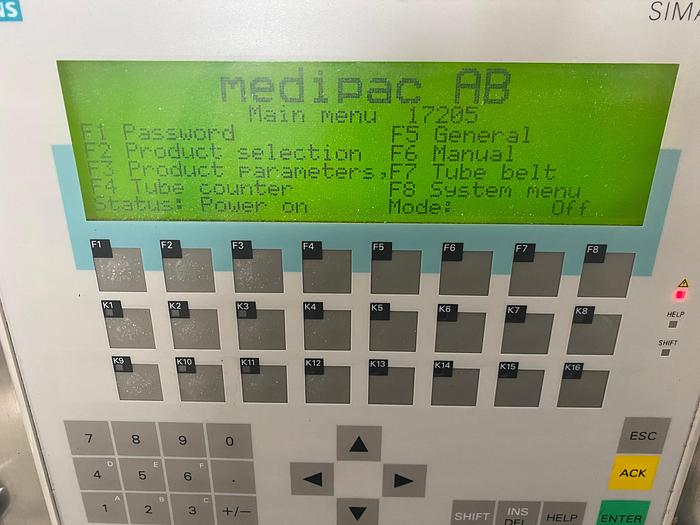 NS
SIMA
medipac AB
Main menu 17205
F1 Password F5 General
F2 Product selection F6 Manual
F3 Product parameters, F7 Tube belt
F4 Tube counter F8 System menu
Status: Power on Mode: Off
F1 F2 F3 F4 F5 F6 F7 F8
K1 K2 K3 K4 K5 K6 K7 K8
HELP
SHIFT
K9 K10 K11 K12 K13 K14 K15 K16
7 8 9 0
ESC
D E F
4 5 6 .
ACK
A B C
1 2 3 +/-
SHIFT INS DEL HELP ENTER